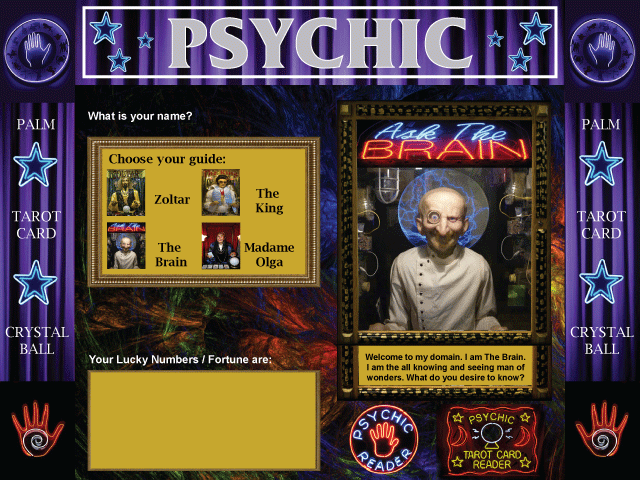 PSYCHIC
PALM
TAROT
CARD
CRYSTAL
BALL
What is your name?
Choose your guide:
Zoltar
The
King
The
Brain
Madame
Olga
Your Lucky Numbers / Fortune are:
Ask The
BRAIN
Welcome to my domain. I am The Brain.
I am the all knowing and seeing man of
wonders. What do you desire to know?
PSYCHIC
READER
PSYCHIC
TAROT CARD
READER
PALM
TAROT
CARD
CRYSTAL
BALL